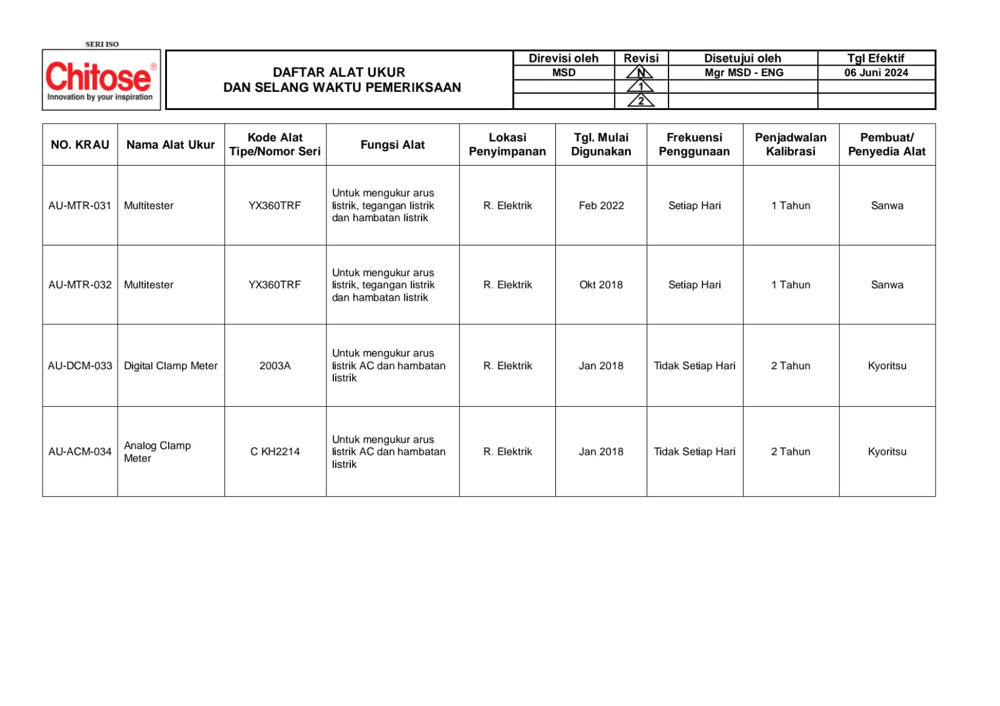 SERI ISO
Chitose®
Innovation by your inspiration
DAFTAR ALAT UKUR
DAN SELANG WAKTU PEMERIKSAAN
Direvisi oleh Revisi Disetujui oleh Tgl Efektif
MSD N Mgr MSD - ENG 06 Juni 2024
1
2
NO. KRAU Nama Alat Ukur Kode Alat Tipe/Nomor Seri Fungsi Alat Lokasi Penyimpanan Tgl. Mulai Digunakan Frekuensi Penggunaan Penjadwalan Kalibrasi Pembuat/ Penyedia Alat
AU-MTR-031 Multitester YX360TRF Untuk mengukur arus listrik, tegangan listrik dan hambatan listrik R. Elektrik Feb 2022 Setiap Hari 1 Tahun Sanwa
AU-MTR-032 Multitester YX360TRF Untuk mengukur arus listrik, tegangan listrik dan hambatan listrik R. Elektrik Okt 2018 Setiap Hari 1 Tahun Sanwa
AU-DCM-033 Digital Clamp Meter 2003A Untuk mengukur arus listrik AC dan hambatan listrik R. Elektrik Jan 2018 Tidak Setiap Hari 2 Tahun Kyoritsu
AU-ACM-034 Analog Clamp Meter C KH2214 Untuk mengukur arus listrik AC dan hambatan listrik R. Elektrik Jan 2018 Tidak Setiap Hari 2 Tahun Kyoritsu